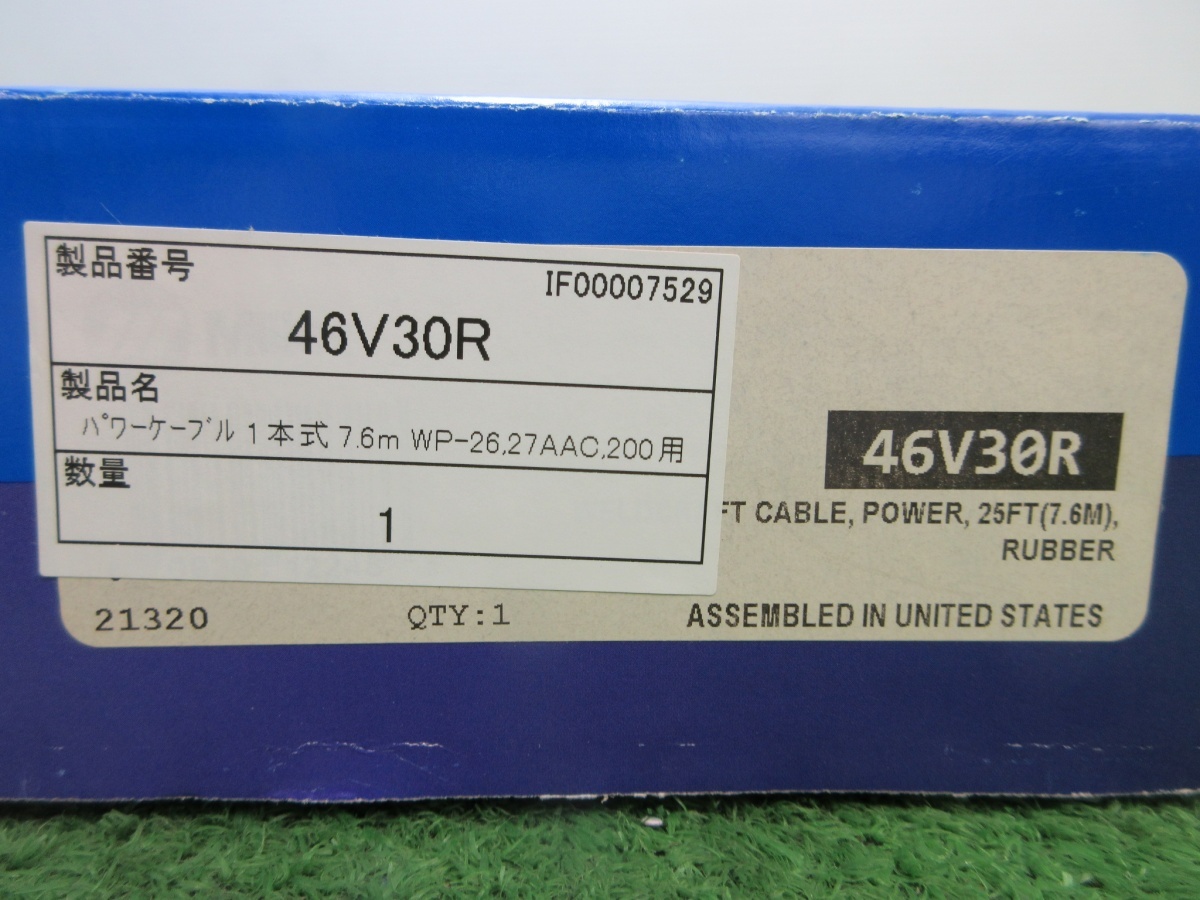 製品番号
IF00007529
46V30R
製品名
ﾊﾟﾜｰｹｰﾌﾞﾙ 1本式 7.6m WP-26,27AAC,200用
数量
1
46V30R
FT CABLE, POWER, 25FT(7.6M),
RUBBER
21320 QTY:1 ASSEMBLED IN UNITED STATES